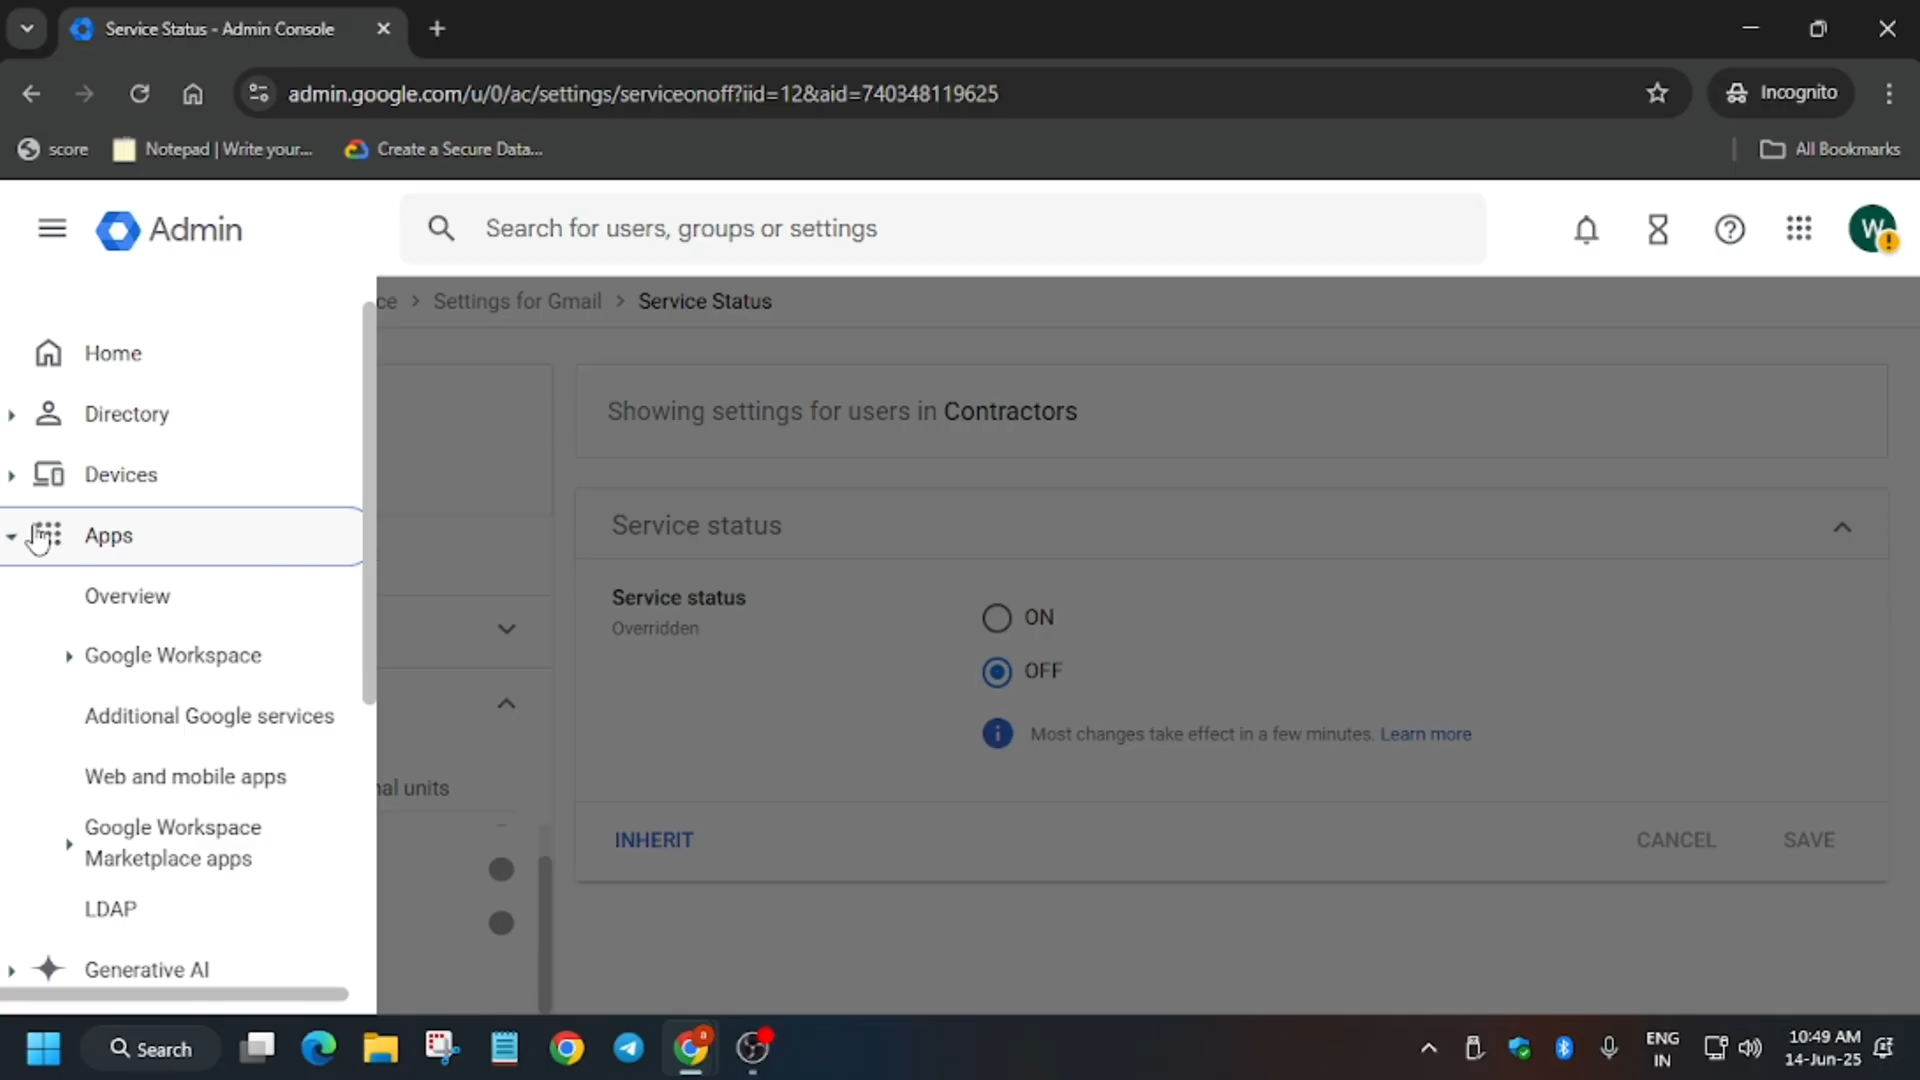 Service Status - Admin Console
admin.google.com/u/0/ac/settings/serviceonoff?iid=12&aid=740348119625
Incognito
score
Notepad | Write your...
Create a Secure Data...
All Bookmarks
Admin
Search for users, groups or settings
W
ce > Settings for Gmail > Service Status
Home
Directory
Devices
Apps
Overview
Google Workspace
Additional Google services
Web and mobile apps
Google Workspace
Marketplace apps
LDAP
Generative AI
nal units
Showing settings for users in Contractors
Service status
Service status
Overridden
ON
OFF
Most changes take effect in a few minutes. Learn more
INHERIT
CANCEL
SAVE
Search
ENG
IN
10:49 AM
14-Jun-25